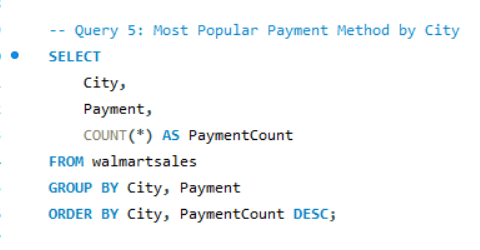 -- Query 5: Most Popular Payment Method by City
SELECT
City,
Payment,
COUNT(*) AS PaymentCount
FROM walmartsales
GROUP BY City, Payment
ORDER BY City, PaymentCount DESC;